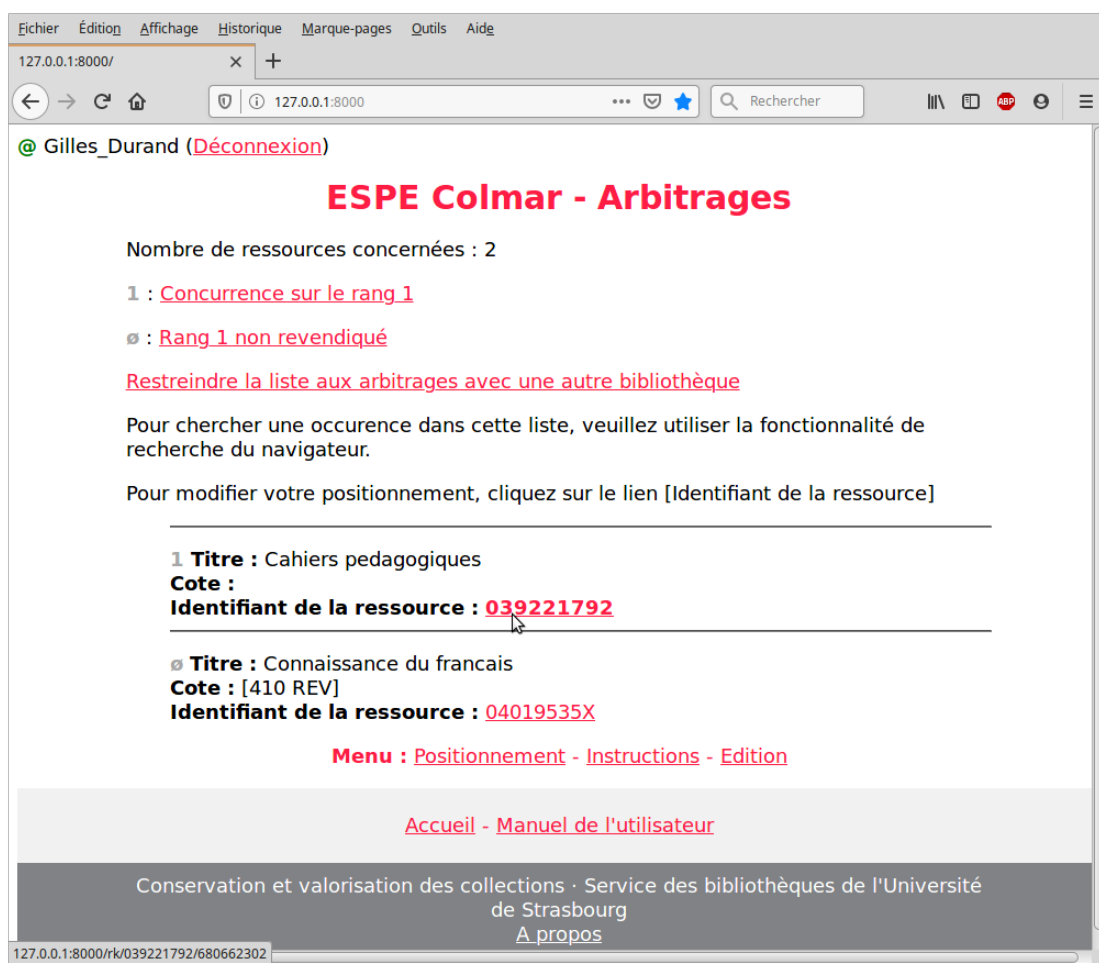 Fichier Édition Affichage Historique Marque-pages Outils Aide
127.0.0.1:8000/
127.0.0.1:8000
Rechercher
ABP
@ Gilles_Durand (Déconnexion)
ESPE Colmar - Arbitrages
Nombre de ressources concernées : 2
1 : Concurrence sur le rang 1
ø : Rang 1 non revendiqué
Restreindre la liste aux arbitrages avec une autre bibliothèque
Pour chercher une occurence dans cette liste, veuillez utiliser la fonctionnalité de
recherche du navigateur.
Pour modifier votre positionnement, cliquez sur le lien [Identifiant de la ressource]
1 Titre : Cahiers pedagogiques
Cote :
Identifiant de la ressource : 039221792
ø Titre : Connaissance du francais
Cote : [410 REV]
Identifiant de la ressource : 04019535X
Menu : Positionnement - Instructions - Edition
Accueil - Manuel de l'utilisateur
Conservation et valorisation des collections · Service des bibliothèques de l'Université
de Strasbourg
A propos
127.0.0.1:8000/rk/039221792/680662302